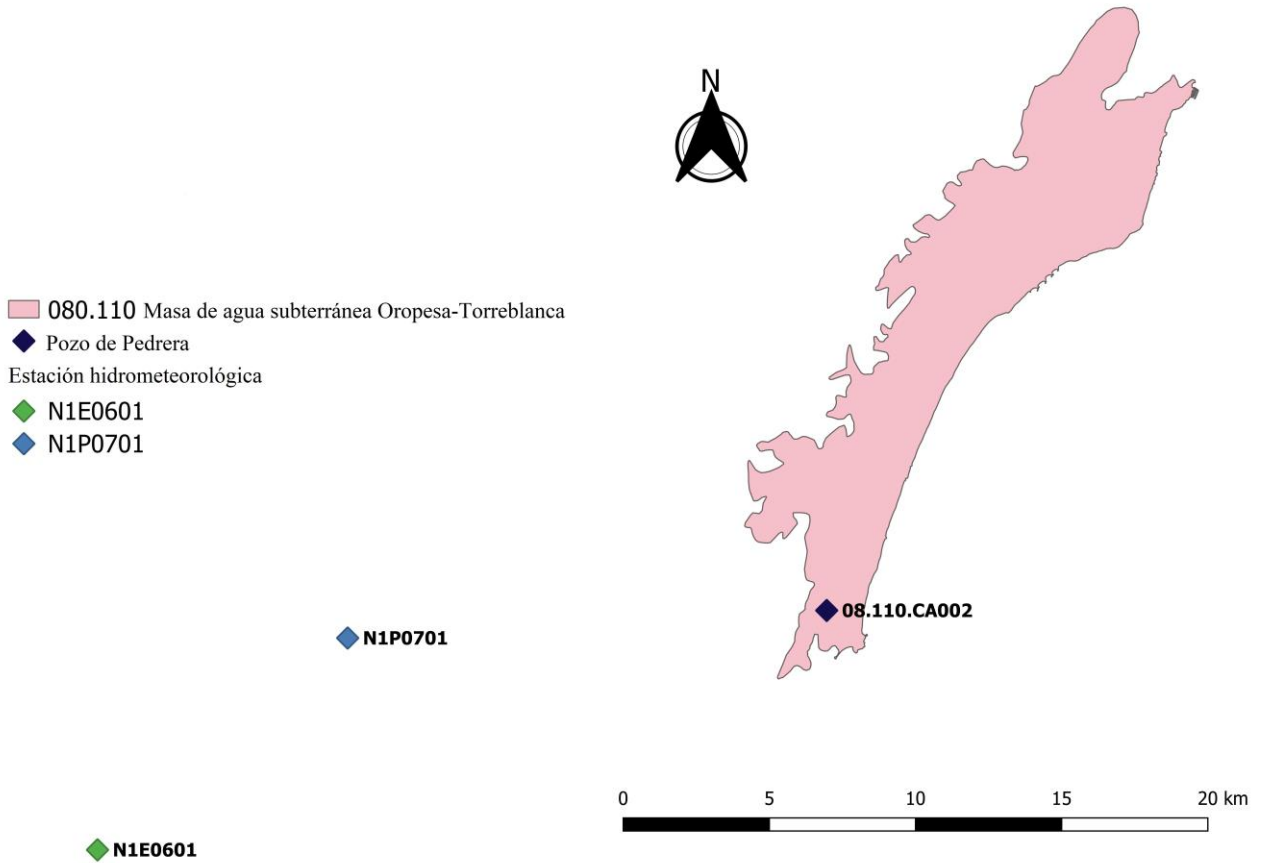 N
080.110 Masa de agua subterránea Oropesa-Torreblanca
Pozo de Pedrera
Estación hidrometeorológica
N1E0601
N1P0701
08.110.CA002
N1P0701
0 5 10 15 20 km
N1E0601